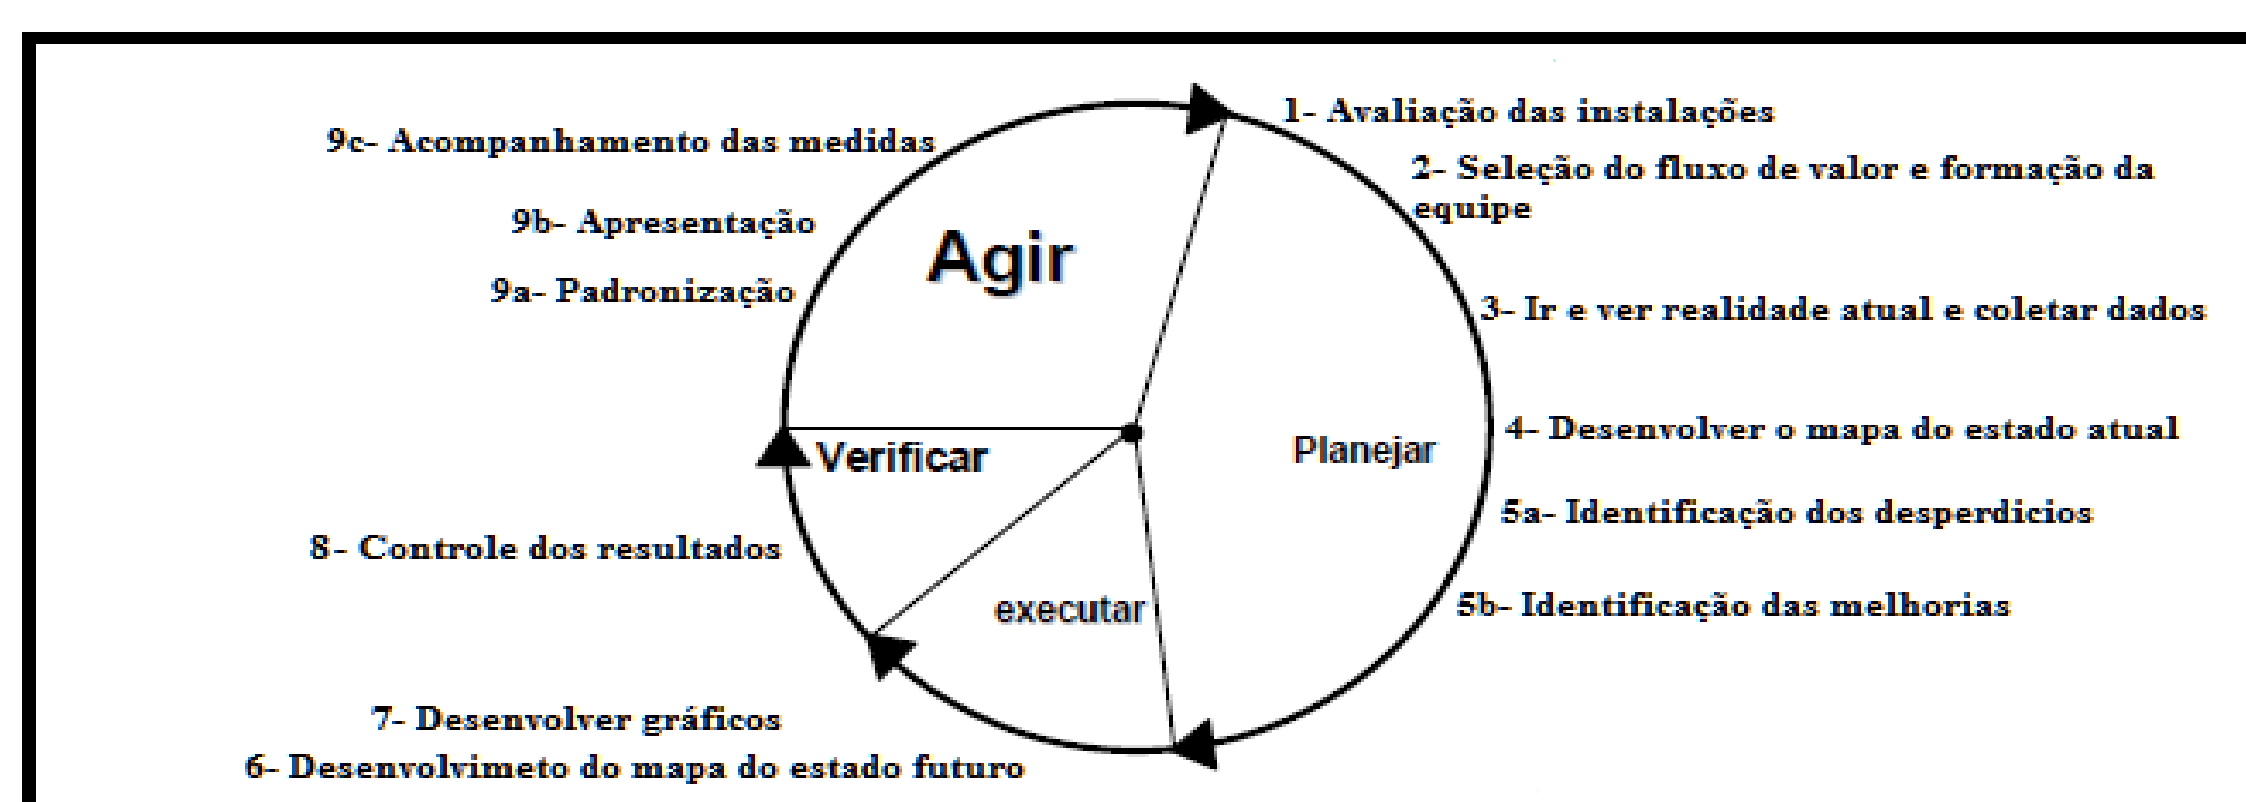 1- Avaliação das instalações
2- Seleção do fluxo de valor e formação da
equipe
3- Ir e ver realidade atual e coletar dados
4- Desenvolver o mapa do estado atual
5a- Identificação dos desperdicios
5b- Identificação das melhorias
6- Desenvolvimeto do mapa do estado futuro
7- Desenvolver gráficos
8- Controle dos resultados
9a- Padronização
9b- Apresentação
9c- Acompanhamento das medidas
Agir
Planejar
Verificar
executar